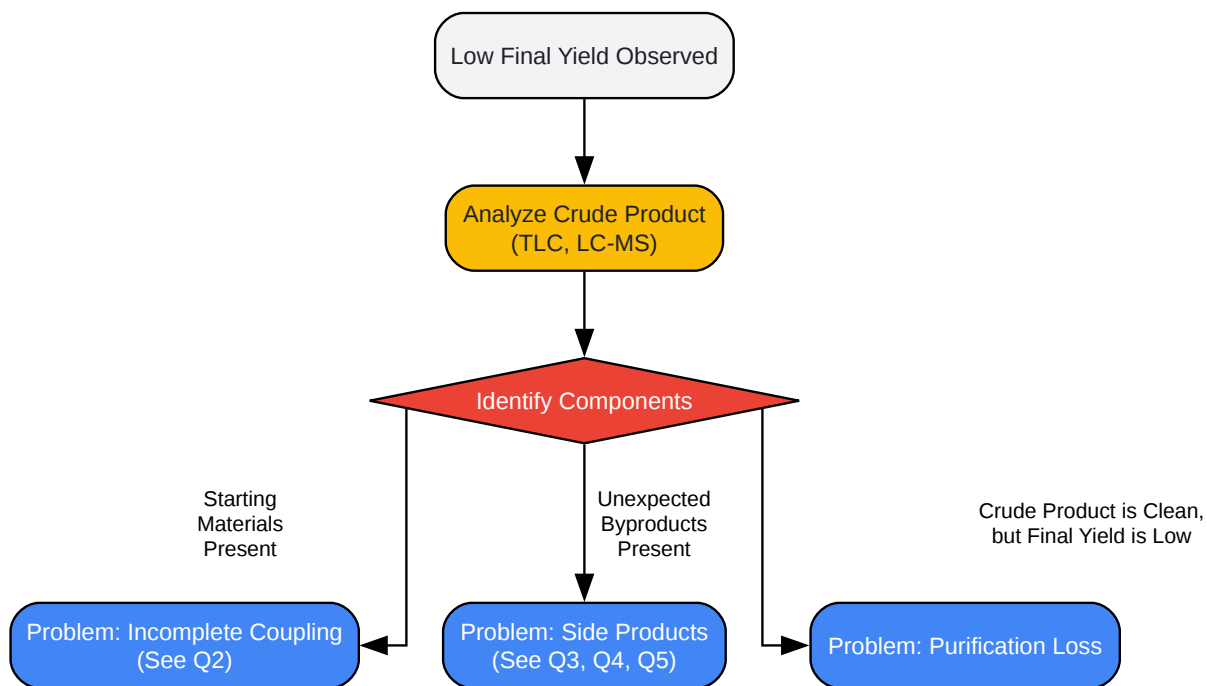 Low Final Yield Observed
Analyze Crude Product
(TLC, LC-MS)
Identify Components
Starting
Materials
Present
Unexpected
Byproducts
Present
Crude Product is Clean,
but Final Yield is Low
Problem: Incomplete Coupling
(See Q2)
Problem: Side Products
(See Q3, Q4, Q5)
Problem: Purification Loss